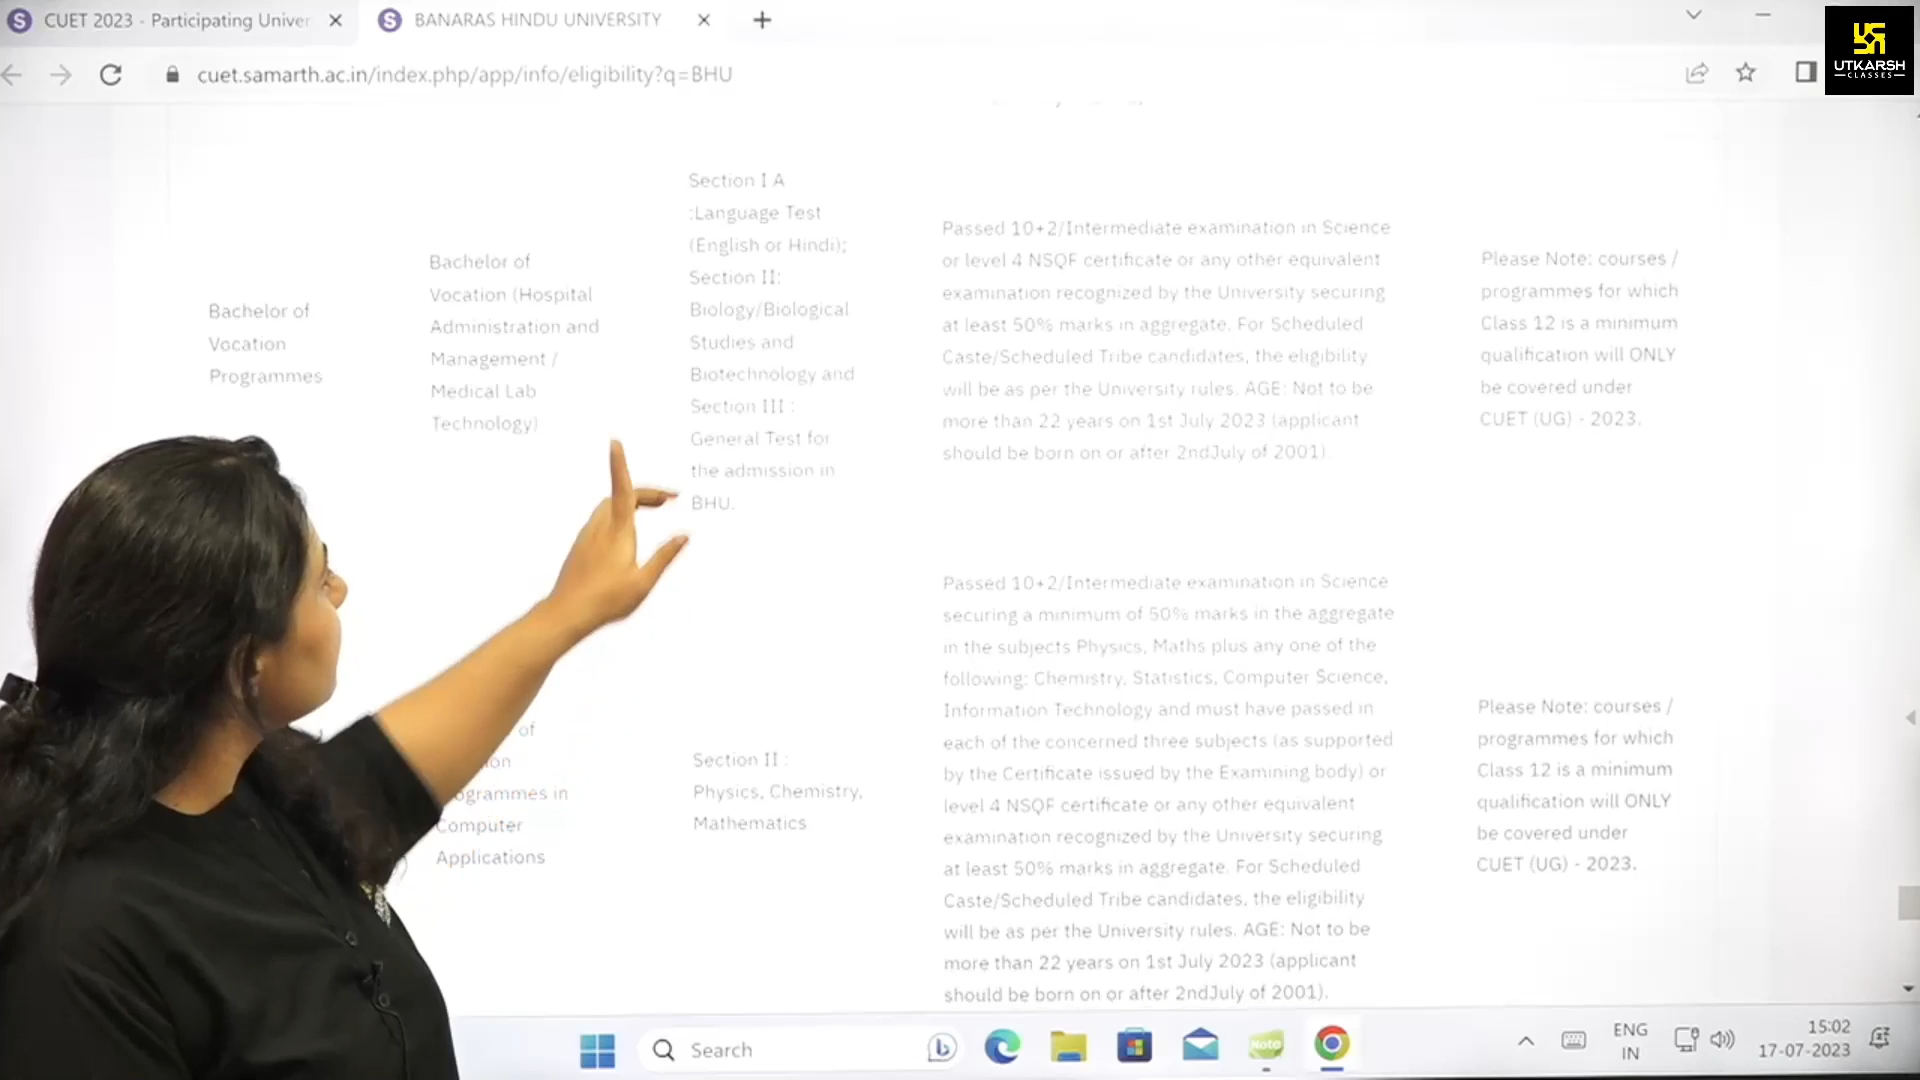 CUET 2023 - Participating Univer
BANARAS HINDU UNIVERSITY
cuet.samarth.ac.in/index.php/app/info/eligibility?q=BHU
UTKARSH
CLASSES
Bachelor of
Vocation
Programmes
Bachelor of
Vocation (Hospital
Administration and
Management /
Medical Lab
Technology)
Section I A
:Language Test
(English or Hindi);
Section II:
Biology/Biological
Studies and
Biotechnology and
Section III :
General Test for
the admission in
BHU.
Passed 10+2/Intermediate examination in Science
or level 4 NSQF certificate or any other equivalent
examination recognized by the University securing
at least 50% marks in aggregate. For Scheduled
Caste/Scheduled Tribe candidates, the eligibility
will be as per the University rules. AGE: Not to be
more than 22 years on 1st July 2023 (applicant
should be born on or after 2ndJuly of 2001).
Please Note: courses /
programmes for which
Class 12 is a minimum
qualification will ONLY
be covered under
CUET (UG) - 2023.
of
on
ogrammes in
Computer
Applications
Section II :
Physics, Chemistry,
Mathematics
Passed 10+2/Intermediate examination in Science
securing a minimum of 50% marks in the aggregate
in the subjects Physics, Maths plus any one of the
following: Chemistry, Statistics, Computer Science,
Information Technology and must have passed in
each of the concerned three subjects (as supported
by the Certificate issued by the Examining body) or
level 4 NSQF certificate or any other equivalent
examination recognized by the University securing
at least 50% marks in aggregate. For Scheduled
Caste/Scheduled Tribe candidates, the eligibility
will be as per the University rules. AGE: Not to be
more than 22 years on 1st July 2023 (applicant
should be born on or after 2ndJuly of 2001).
Please Note: courses /
programmes for which
Class 12 is a minimum
qualification will ONLY
be covered under
CUET (UG) - 2023.
Search
Note
ENG
IN
15:02
17-07-2023